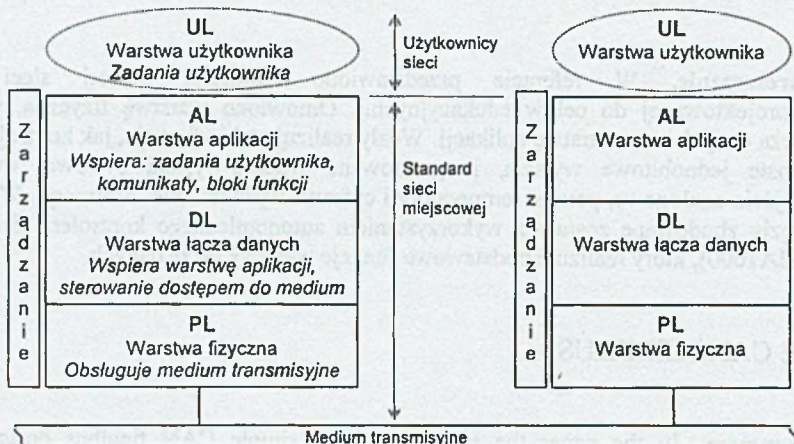 UL
Warstwa użytkownika
Zadania użytkownika
Użytkownicy
sieci
UL
Warstwa użytkownika
Zarzadzanie
AL
Warstwa aplikacji
Wspiera: zadania użytkownika,
komunikaty, bloki funkcji
DL
Warstwa łącza danych
Wspiera warstwę aplikacji,
sterowanie dostępem do medium
PL
Warstwa fizyczna
Obsługuje medium transmisyjne
Standard
sieci
miejscowej
Zarzadzanie
AL
Warstwa aplikacji
DL
Warstwa łącza danych
PL
Warstwa fizyczna
Medium transmisyjne